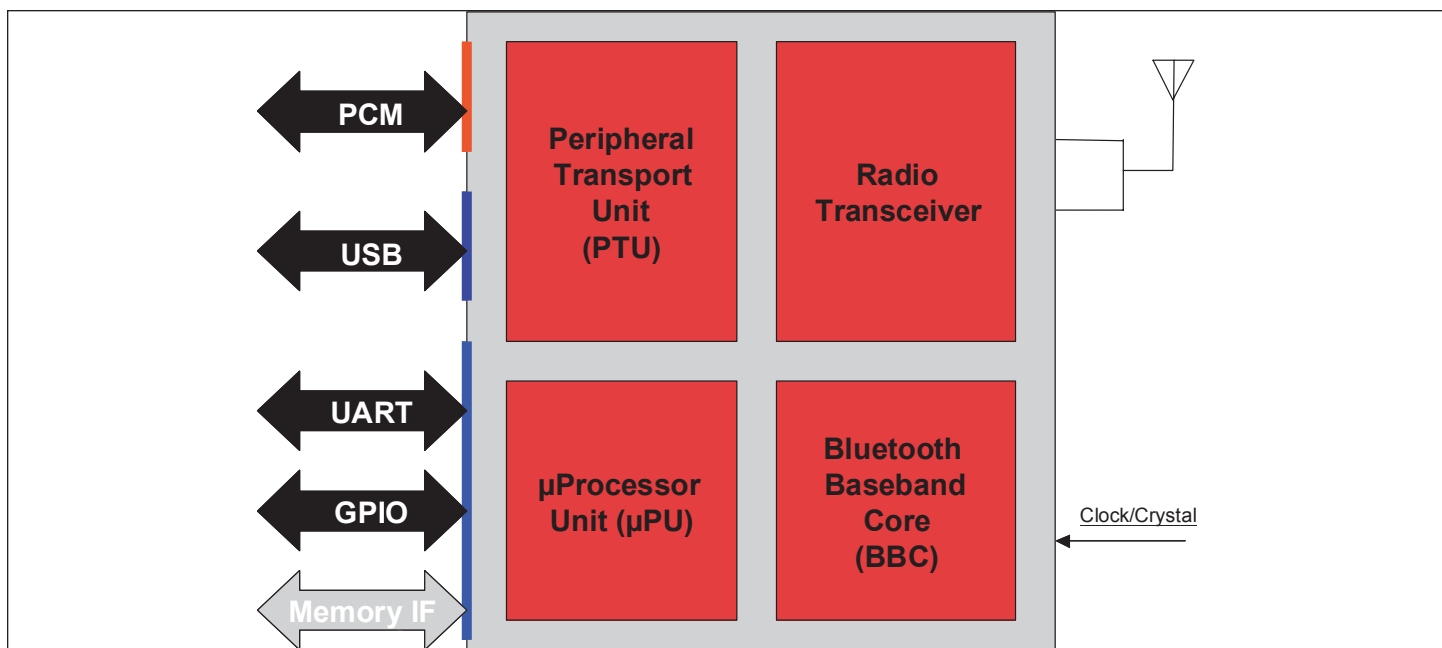 PCM
USB
UART
GPIO
Memory IF
Peripheral
Transport
Unit
(PTU)
Radio
Transceiver
µProcessor
Unit (µPU)
Bluetooth
Baseband
Core
(BBC)
Clock/Crystal